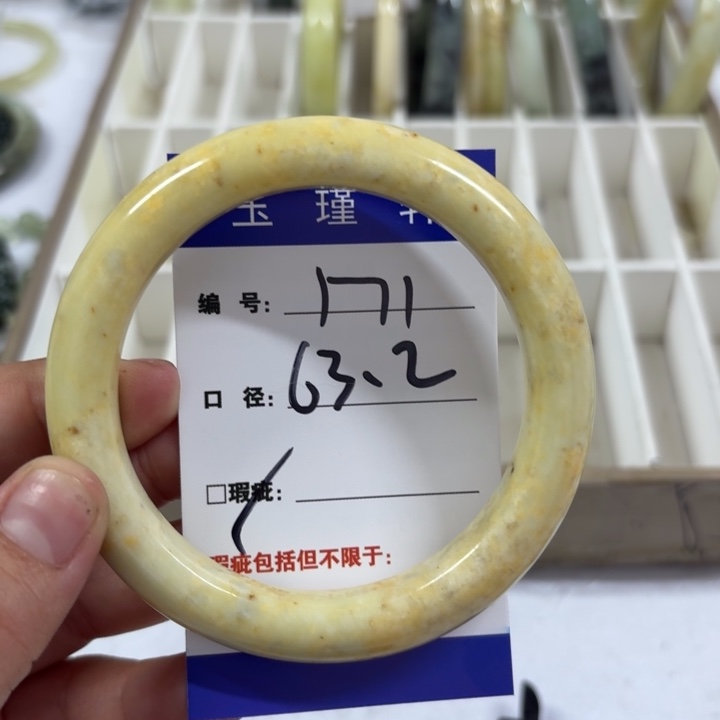 玉 瑾 轩
编 号: 171
口 径: 63.2
□瑕疵:
瑕疵包括但不限于: